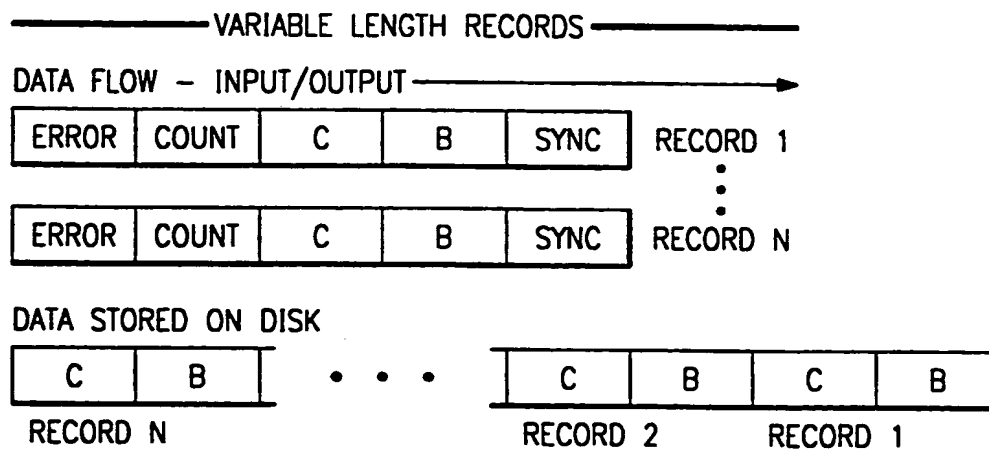 VARIABLE LENGTH RECORDS
DATA FLOW - INPUT/OUTPUT
ERROR COUNT C B SYNC RECORD 1
ERROR COUNT C B SYNC RECORD N
DATA STORED ON DISK
C B C B C B
RECORD N RECORD 2 RECORD 1